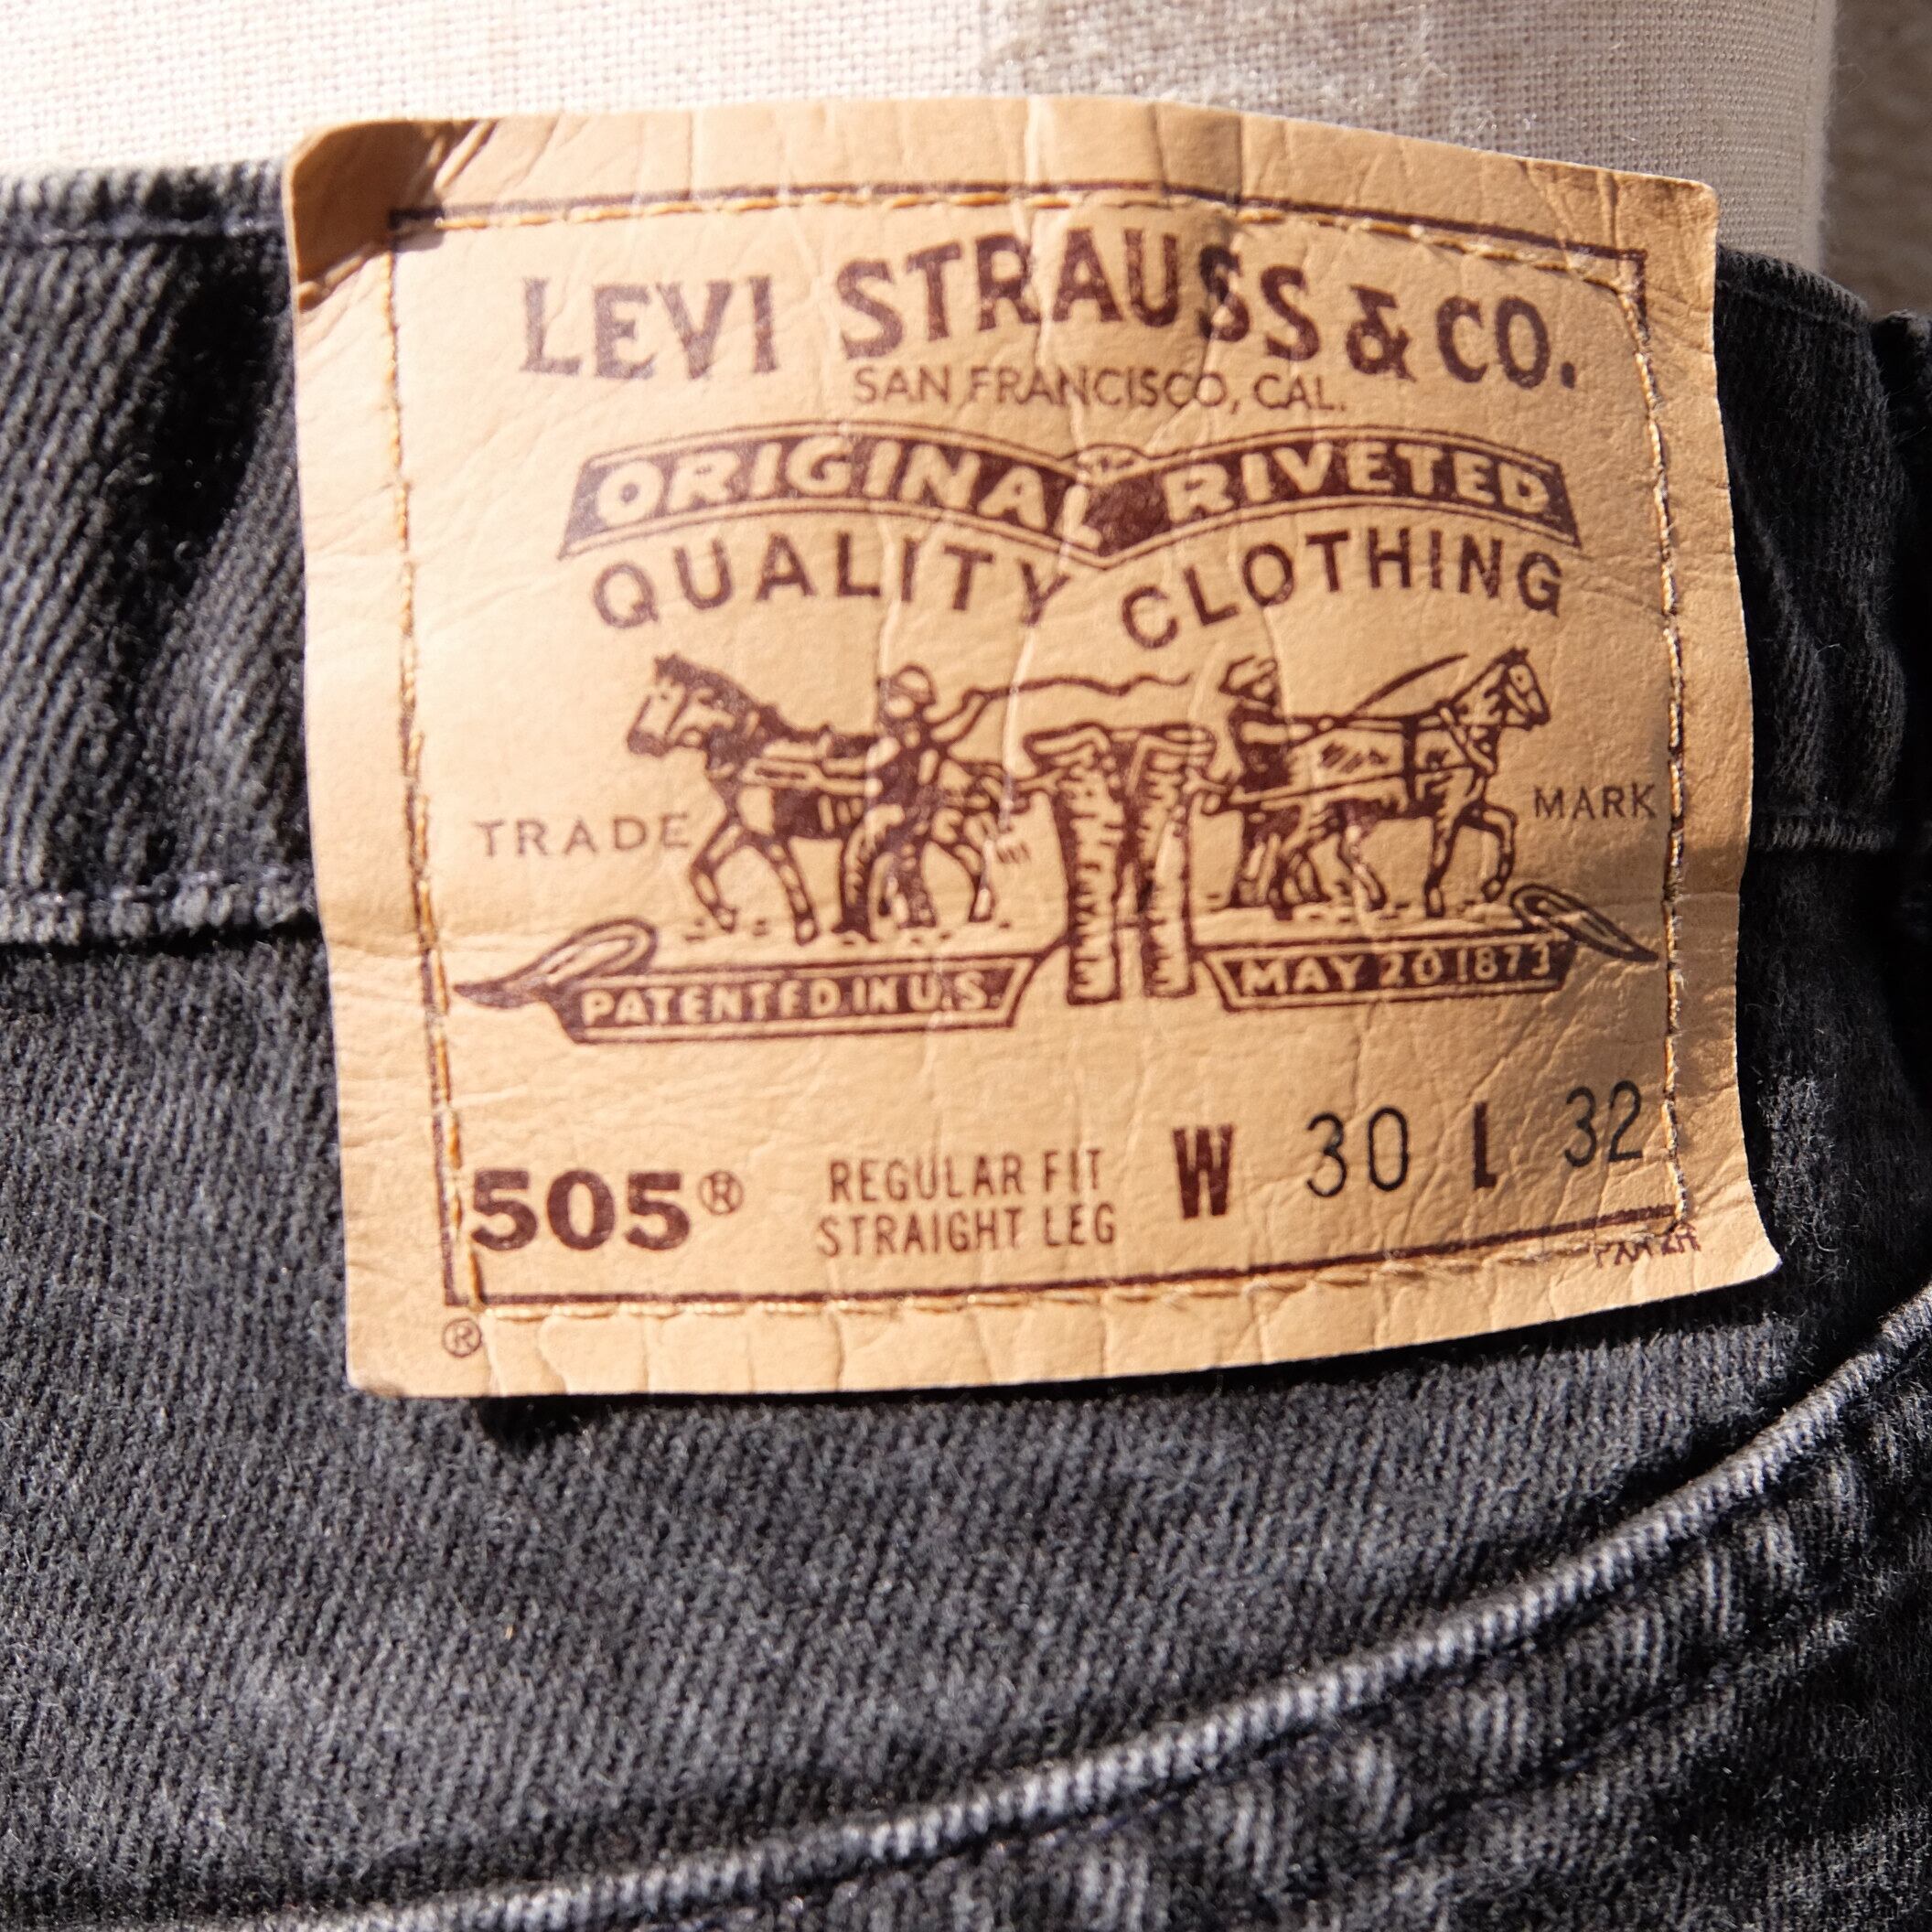 LEVI STRAUSS & CO.
SAN FRANCISCO, CAL.
ORIGINAL RIVETED
QUALITY CLOTHING
TRADE MARK
PATENTED IN U.S. MAY 20 1873
505® REGULAR FIT W 30 L 32
STRAIGHT LEG
®